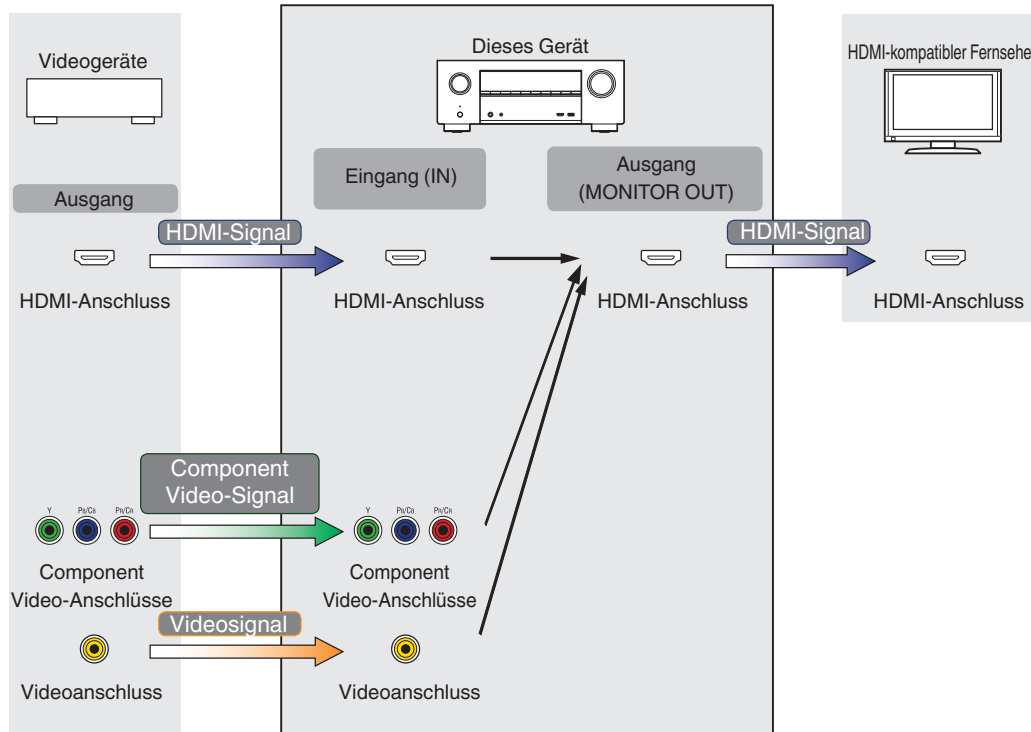 Dieses Gerät
Videogeräte
HDMI-kompatibler Fernsehe
Eingang (IN)
Ausgang
(MONITOR OUT)
Ausgang
HDMI-Signal
HDMI-Signal
HDMI-Anschluss
HDMI-Anschluss
HDMI-Anschluss
HDMI-Anschluss
Component
Video-Signal
Y PB/CB PR/CR
Y PB/CB PR/CR
Component
Video-Anschlüsse
Component
Video-Anschlüsse
Videosignal
Videoanschluss
Videoanschluss